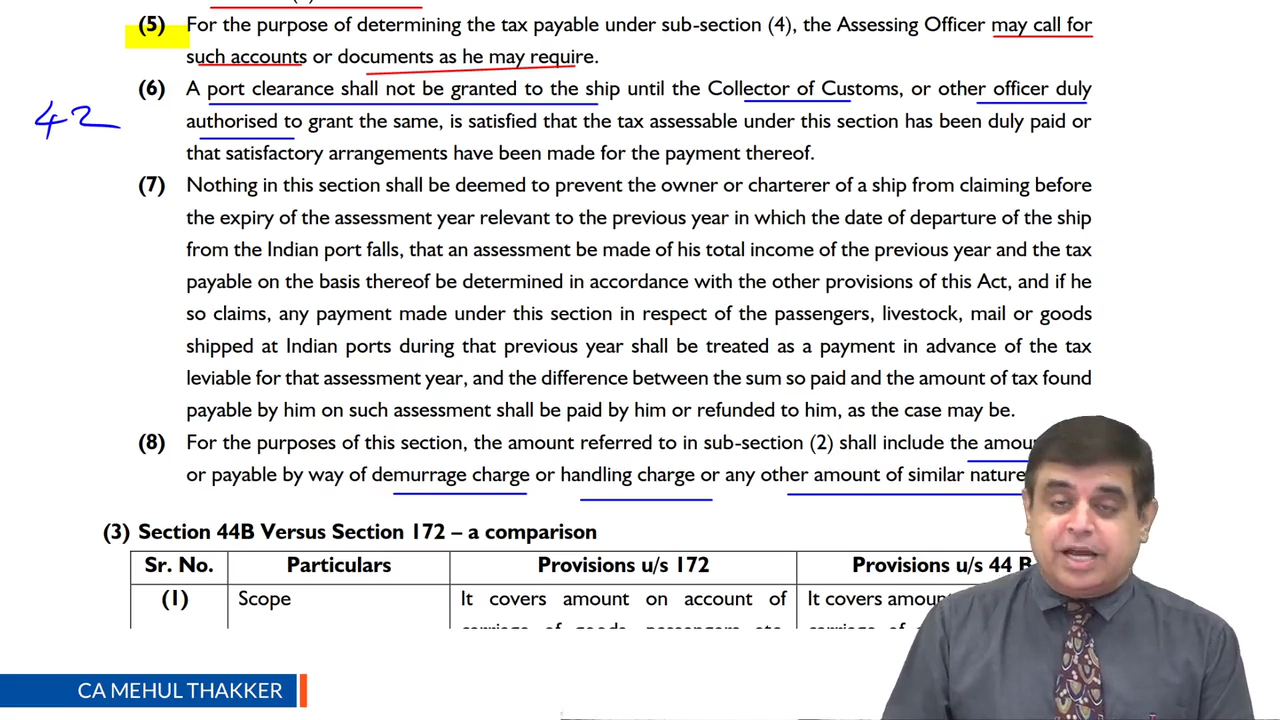 (5) For the purpose of determining the tax payable under sub-section (4), the Assessing Officer may call for
such accounts or documents as he may require.
(6) A port clearance shall not be granted to the ship until the Collector of Customs, or other officer duly
42
authorised to grant the same, is satisfied that the tax assessable under this section has been duly paid or
that satisfactory arrangements have been made for the payment thereof.
(7) Nothing in this section shall be deemed to prevent the owner or charterer of a ship from claiming before
the expiry of the assessment year relevant to the previous year in which the date of departure of the ship
from the Indian port falls, that an assessment be made of his total income of the previous year and the tax
payable on the basis thereof be determined in accordance with the other provisions of this Act, and if he
so claims, any payment made under this section in respect of the passengers, livestock, mail or goods
shipped at Indian ports during that previous year shall be treated as a payment in advance of the tax
leviable for that assessment year, and the difference between the sum so paid and the amount of tax found
payable by him on such assessment shall be paid by him or refunded to him, as the case may be.
(8) For the purposes of this section, the amount referred to in sub-section (2) shall include the
or payable by way of demurrage charge or handling charge or any other amount of similar nature
(3) Section 44B Versus Section 172 – a comparison
Sr. No. Particulars Provisions u/s 172 Provisions u/s 44 B
(1) Scope It covers amount on account of It covers
CA MEHUL THAKKER